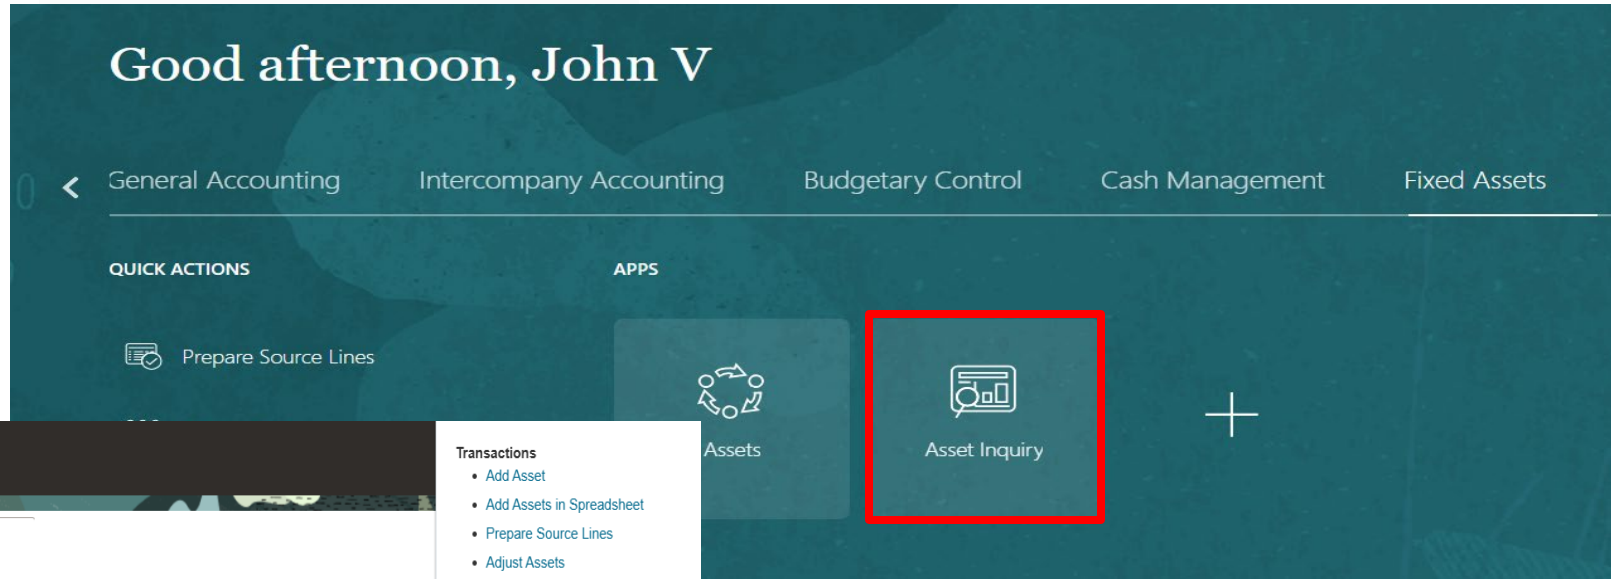 Good afternoon, John V
General Accounting Intercompany Accounting Budgetary Control Cash Management Fixed Assets
QUICK ACTIONS APPS
Prepare Source Lines
Assets Asset Inquiry
Transactions
• Add Asset
• Add Assets in Spreadsheet
• Prepare Source Lines
• Adjust Assets